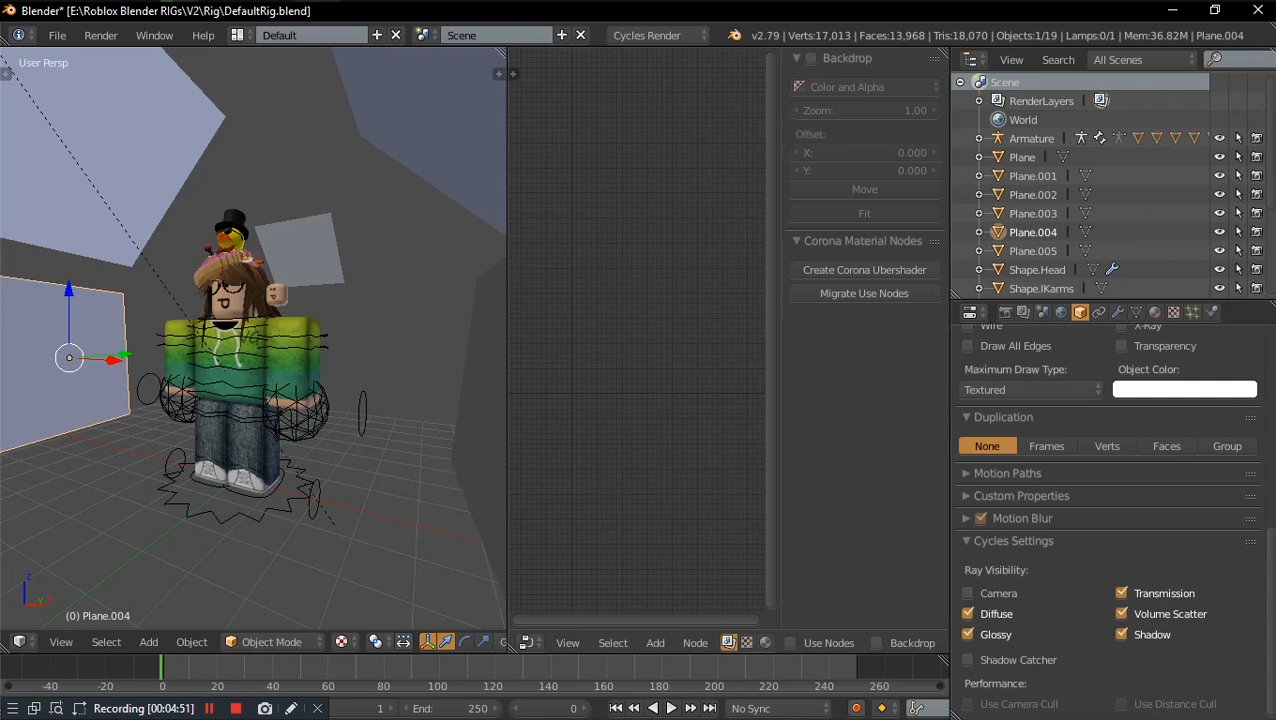 Blender* [E:\Roblox Blender RIGs\V2\Rig\DefaultRig.blend]
File Render Window Help Default Scene Cycles Render v2.79 | Verts:17,013 | Faces:13,968 | Tris:18,070 | Objects:1/19 | Lamps:0/1 | Mem:36.82M | Plane.004
User Persp
Backdrop
Color and Alpha
Zoom: 1.00
Offset:
X: 0.000
Y: 0.000
Move
Fit
Corona Material Nodes
Create Corona Ubershader
Migrate Use Nodes
View Search All Scenes
Scene
RenderLayers
World
Armature
Plane
Plane.001
Plane.002
Plane.003
Plane.004
Plane.005
Shape.Head
Shape.IKarms
Wire X-Ray
Draw All Edges Transparency
Maximum Draw Type: Object Color:
Textured
Duplication
None Frames Verts Faces Group
Motion Paths
Custom Properties
Motion Blur
Cycles Settings
Ray Visibility:
Camera Transmission
Diffuse Volume Scatter
Glossy Shadow
Shadow Catcher
Performance:
Use Camera Cull Use Distance Cull
z
y
(0) Plane.004
View Select Add Object Object Mode G
View Select Add Node Use Nodes Backdrop
-40 -20 0 20 40 60 80 100 120 140 160 180 200 220 240 260
Recording [00:04:51] 1 End: 250 0 No Sync